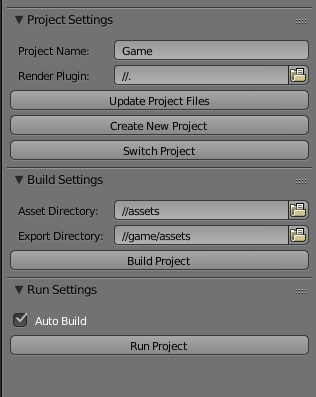 Project Settings
Project Name: Game
Render Plugin: //.
Update Project Files
Create New Project
Switch Project
Build Settings
Asset Directory: //assets
Export Directory: //game/assets
Build Project
Run Settings
Auto Build
Run Project